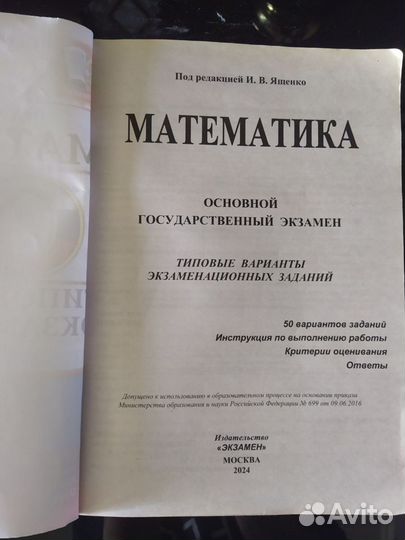 Под редакцией И. В. Ященко
МАТЕМАТИКА
ОСНОВНОЙ
ГОСУДАРСТВЕННЫЙ ЭКЗАМЕН
ТИПОВЫЕ ВАРИАНТЫ
ЭКЗАМЕНАЦИОННЫХ ЗАДАНИЙ
50 вариантов заданий
Инструкция по выполнению работы
Критерии оценивания
Ответы
Допущено к использованию в образовательном процессе на основании приказа
Министерства образования и науки Российской Федерации № 699 от 09.06.2016
Издательство
«ЭКЗАМЕН»
МОСКВА
2024
Avito